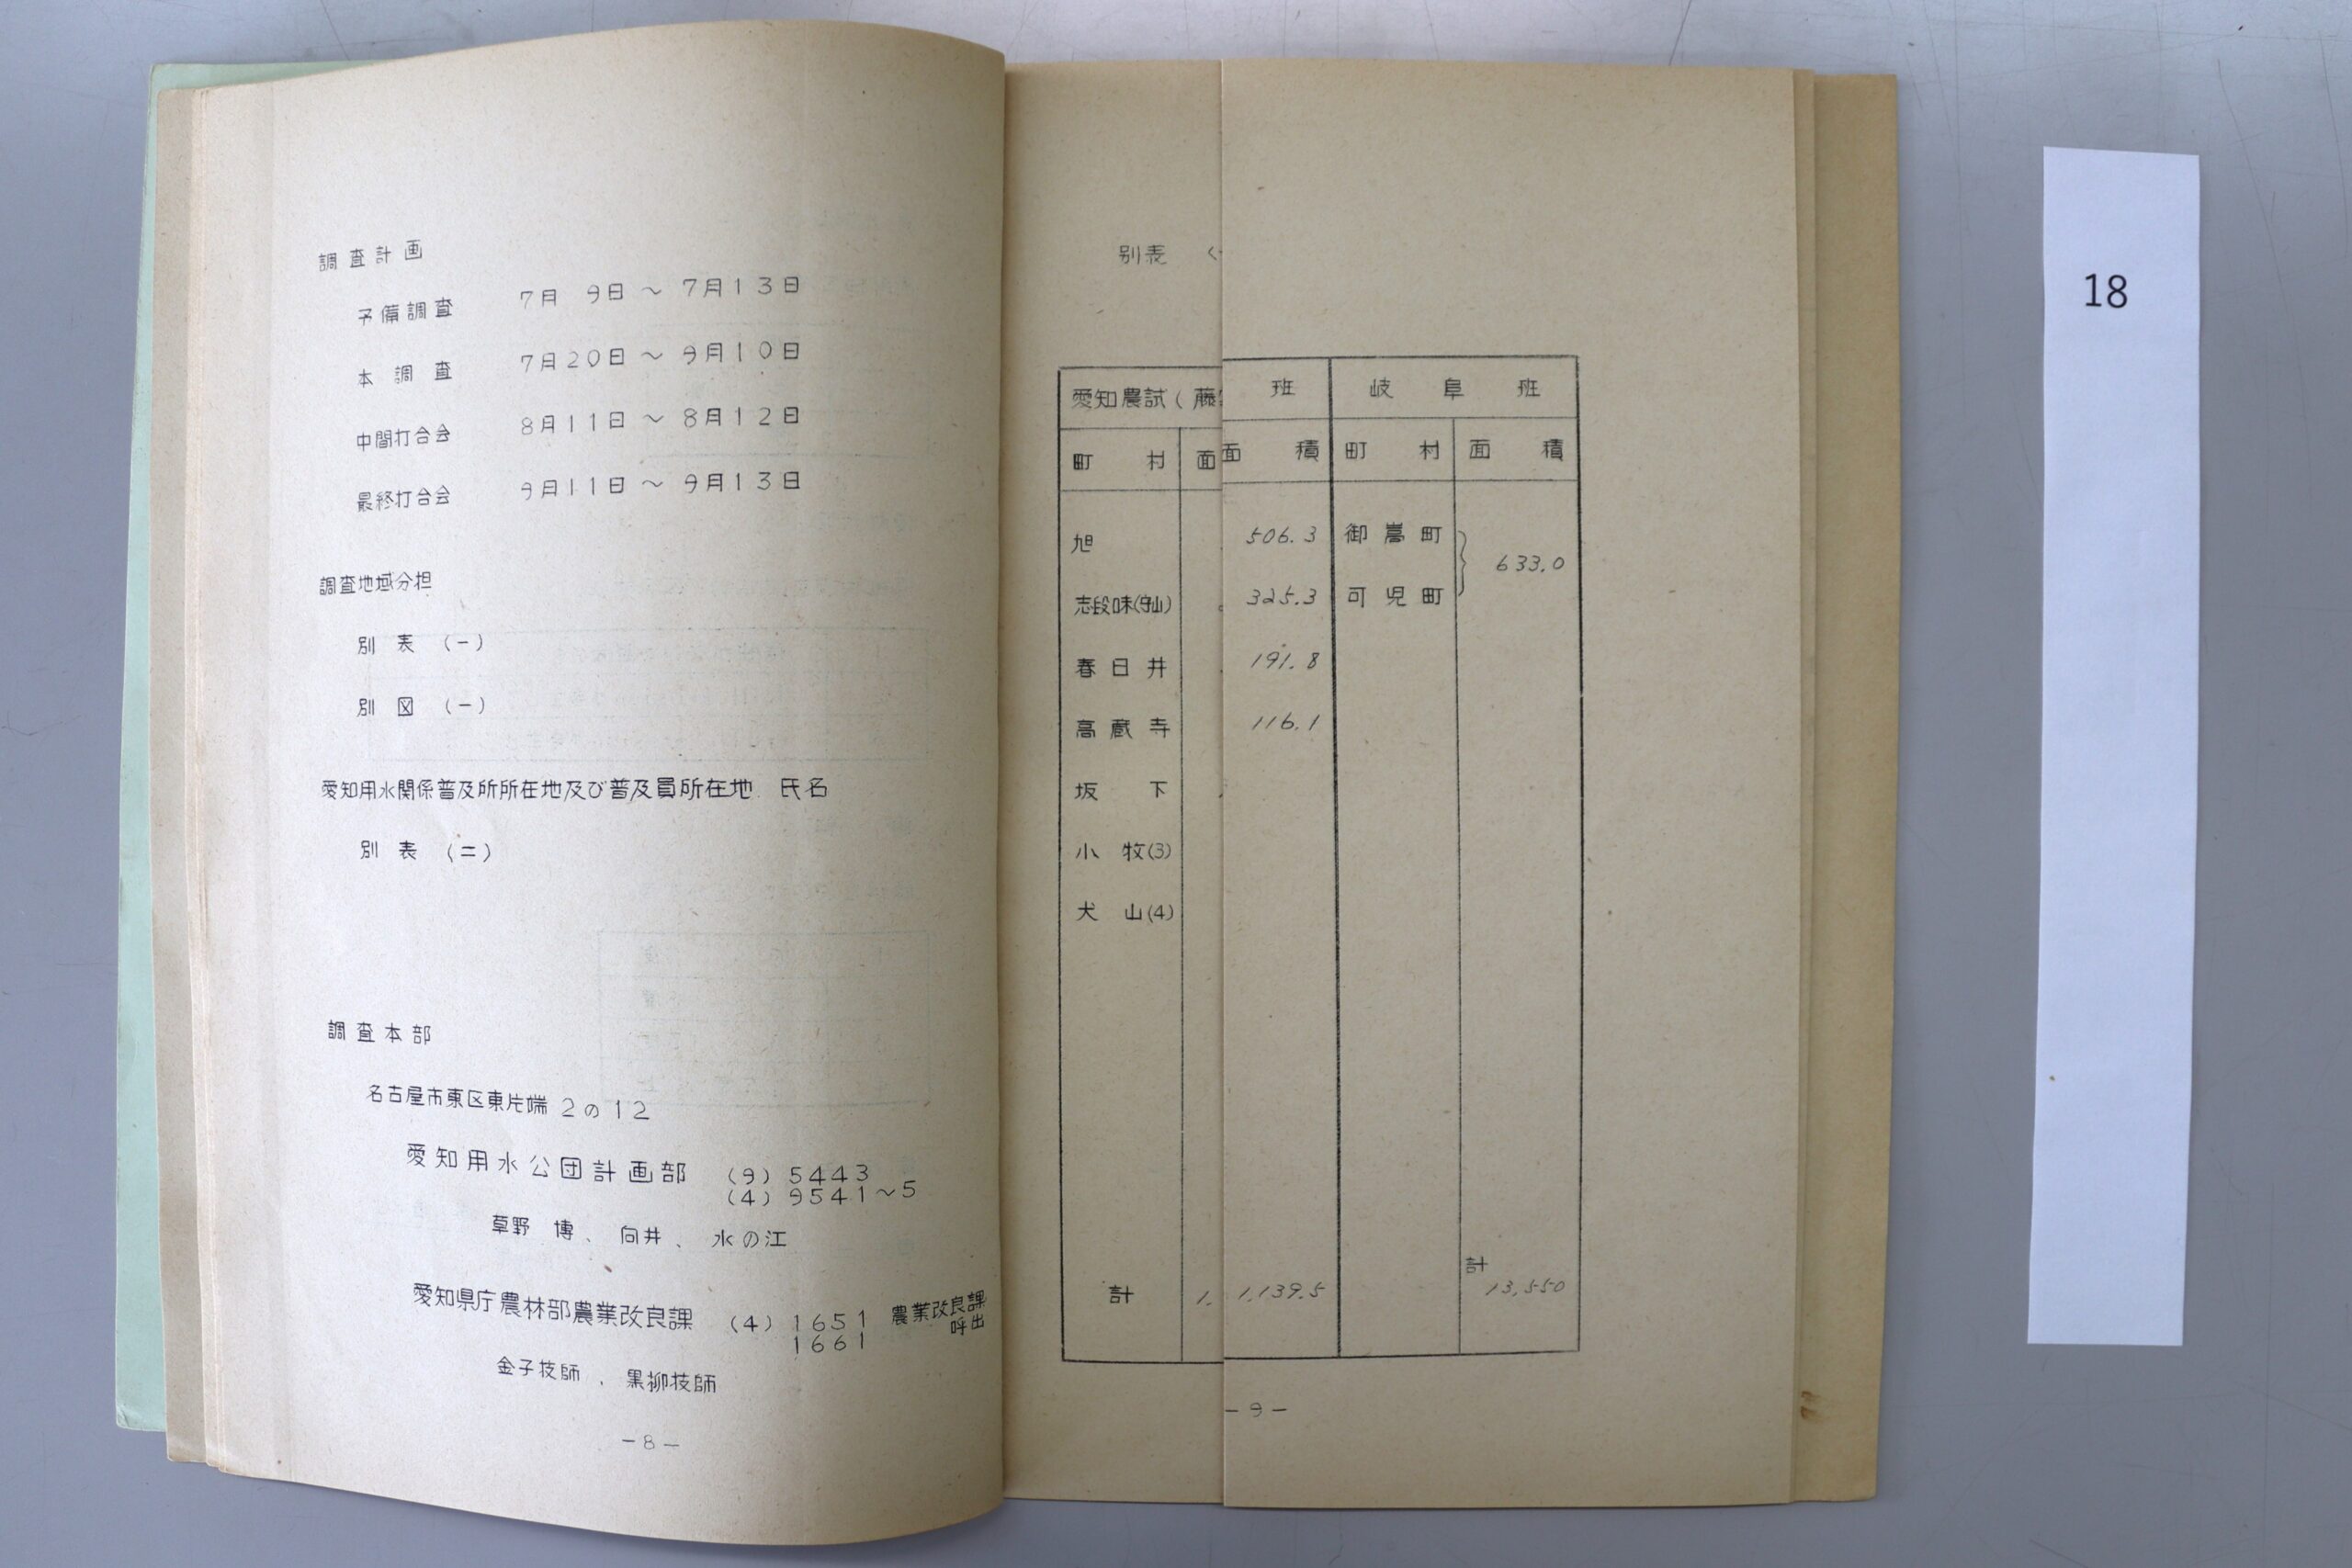 調査計画
予備調査 7月 9日 ～ 7月13日
本調査 7月20日 ～ 9月10日
中間打合会 8月11日 ～ 8月12日
最終打合会 9月11日 ～ 9月13日
調査地域分担
別表 (一)
別図 (一)
愛知用水関係普及所所在地及び普及員所在地 氏名
別表 (二)
調査本部
名古屋市東区東片端 2の12
愛知用水公団計画部 (9) 5443
(4) 9541～5
草野 博、向井、水の江
愛知県庁農林部農業改良課 (4) 1651 農業改良課
1661 呼出
金子技師、黒柳技師
－8－
別表
愛知農試(藤
町村 面
旭
志段味(守山)
春日井
高蔵寺
坂下
小牧(3)
犬山(4)
計 1.
班 岐阜班
面積 町村 面積
506.3 御嵩町 633.0
325.3 可児町
191.8
116.1
計
1,139.5 13,550
－9－
18